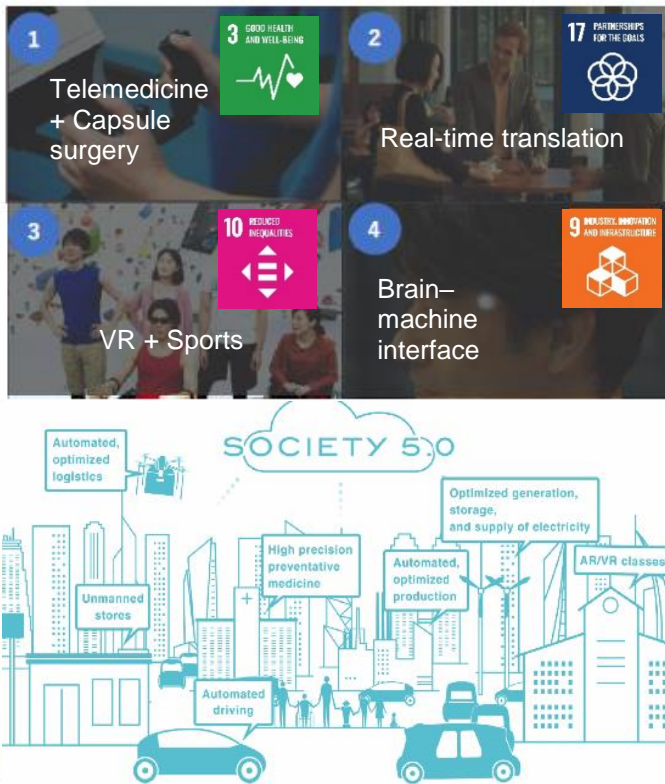 1
3 GOOD HEALTH
AND WELL-BEING
Telemedicine
+ Capsule
surgery
2
17 PARTNERSHIPS
FOR THE GOALS
Real-time translation
3
10 REDUCED
INEQUALITIES
VR + Sports
4
9 INDUSTRY, INNOVATION
AND INFRASTRUCTURE
Brain–
machine
interface
SOCIETY 5.0
Automated,
optimized
logistics
Optimized generation,
storage,
and supply of electricity
High precision
preventative
medicine
Automated,
optimized
production
AR/VR classes
Unmanned
stores
Automated
driving